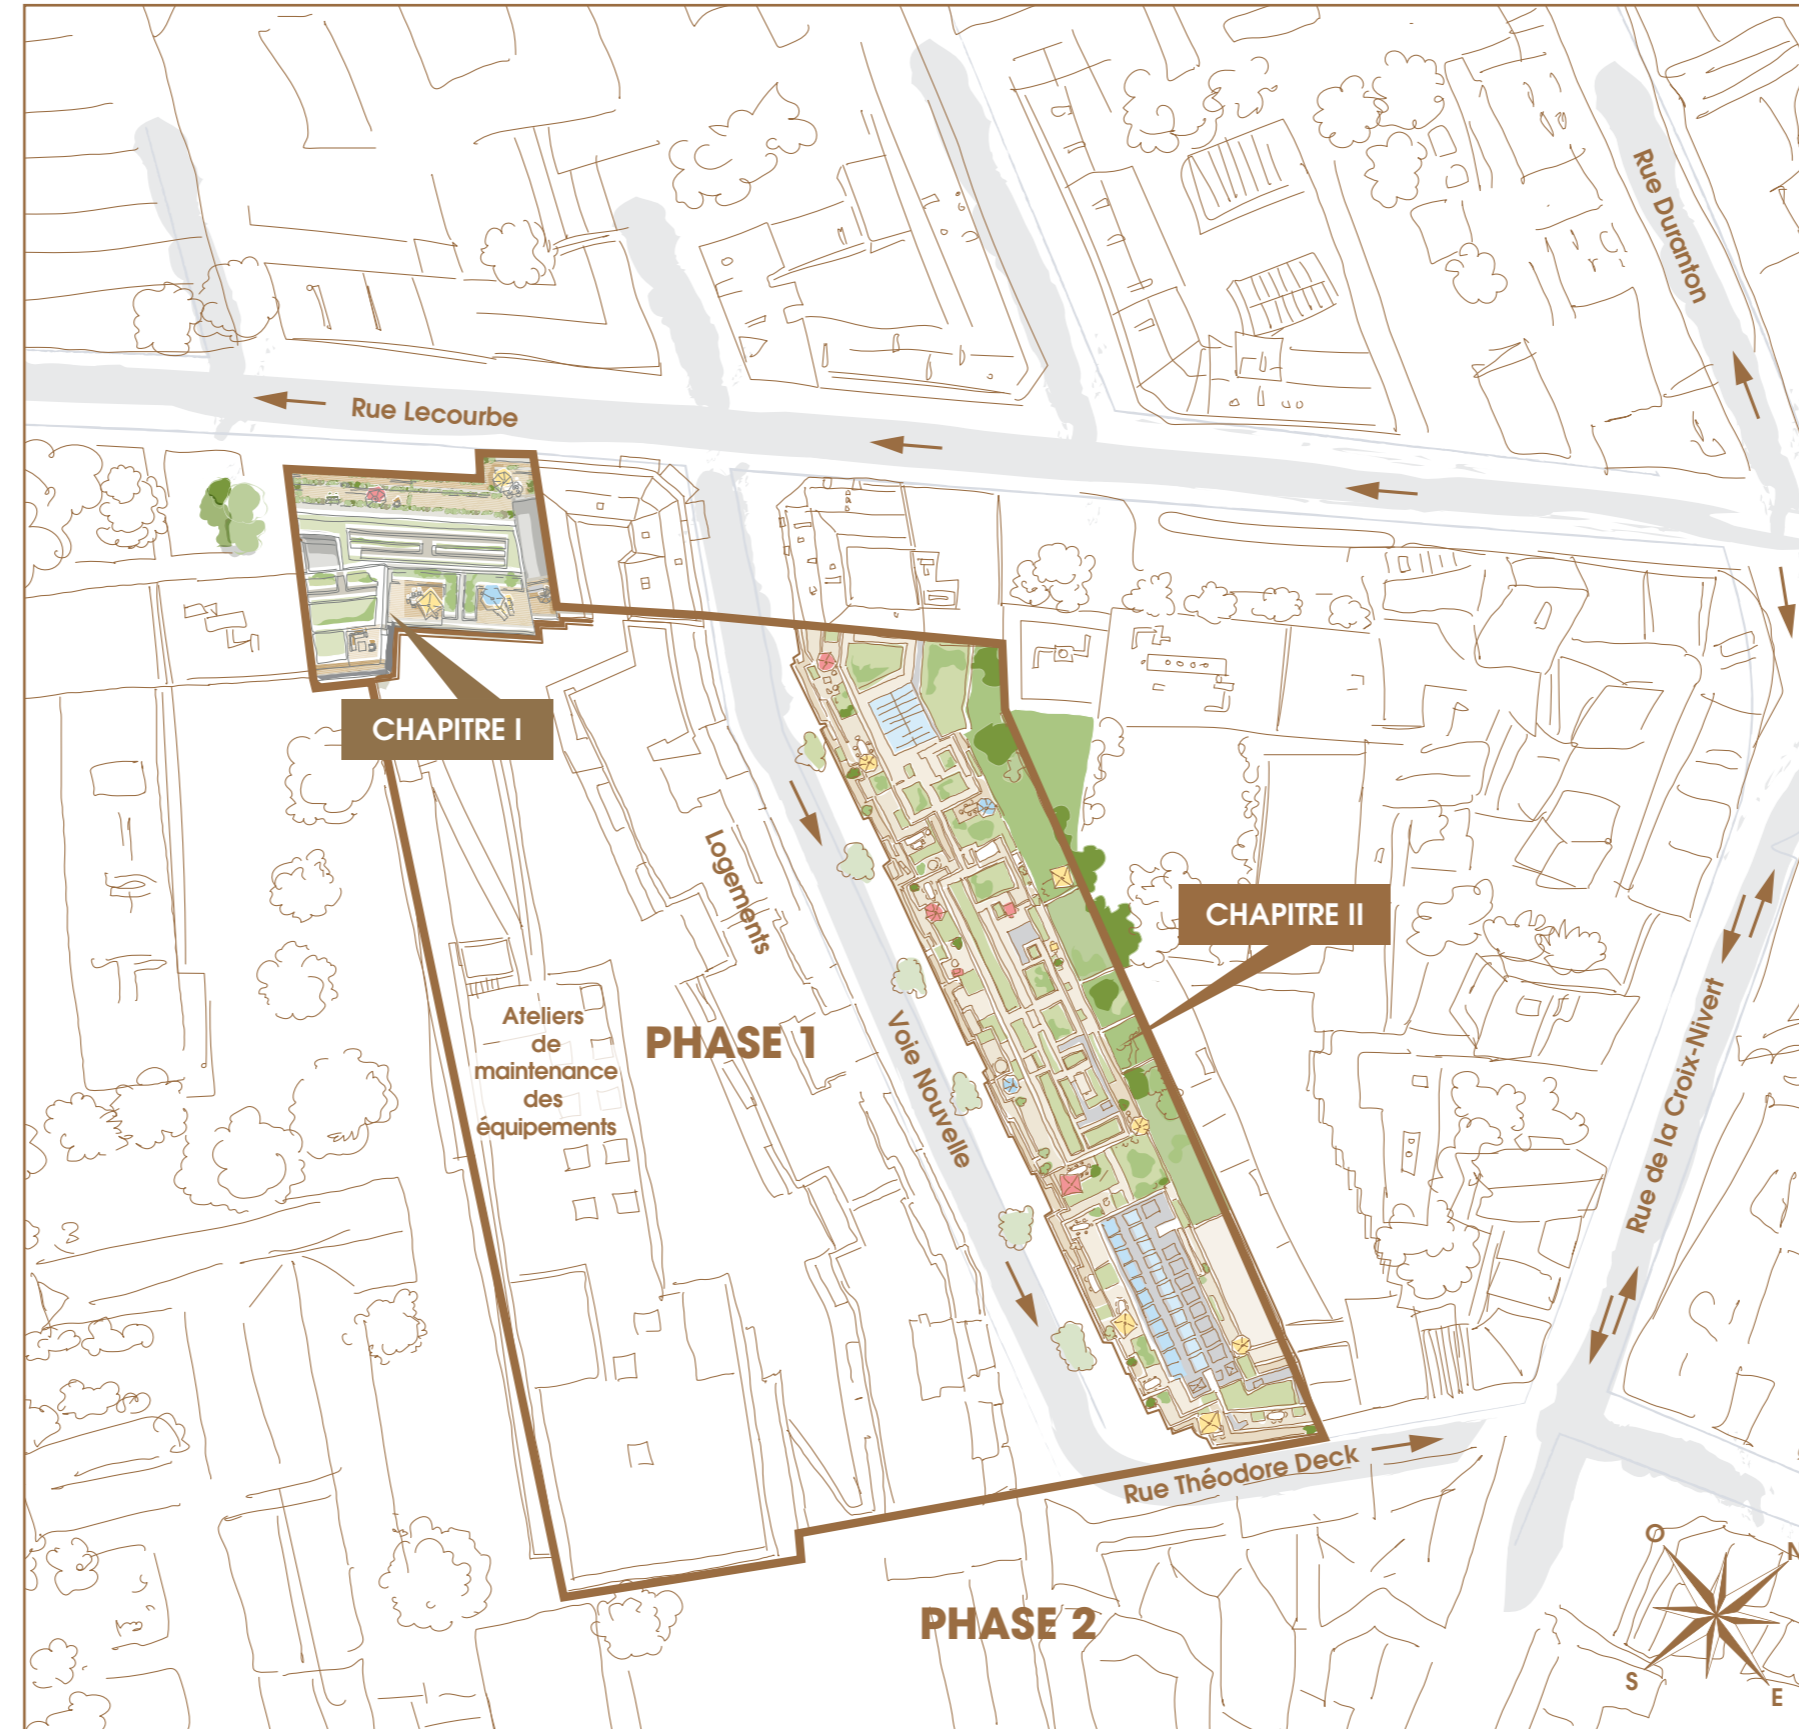 Rue Duranton
Rue Lecourbe
CHAPITRE I
Logements
CHAPITRE II
Ateliers
de
maintenance
des
équipements
PHASE 1
Voie Nouvelle
Rue de la Croix-Nivert
Rue Théodore Deck
PHASE 2
O
N
S
E